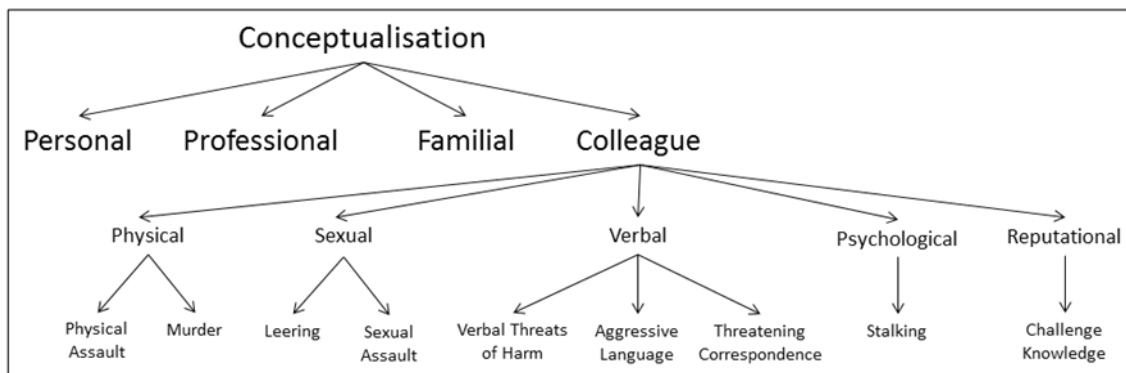 Conceptualisation
Personal Professional Familial Colleague
Physical Sexual Verbal Psychological Reputational
Physical Assault
Murder
Leering
Sexual Assault
Verbal Threats of Harm
Aggressive Language
Threatening Correspondence
Stalking
Challenge Knowledge